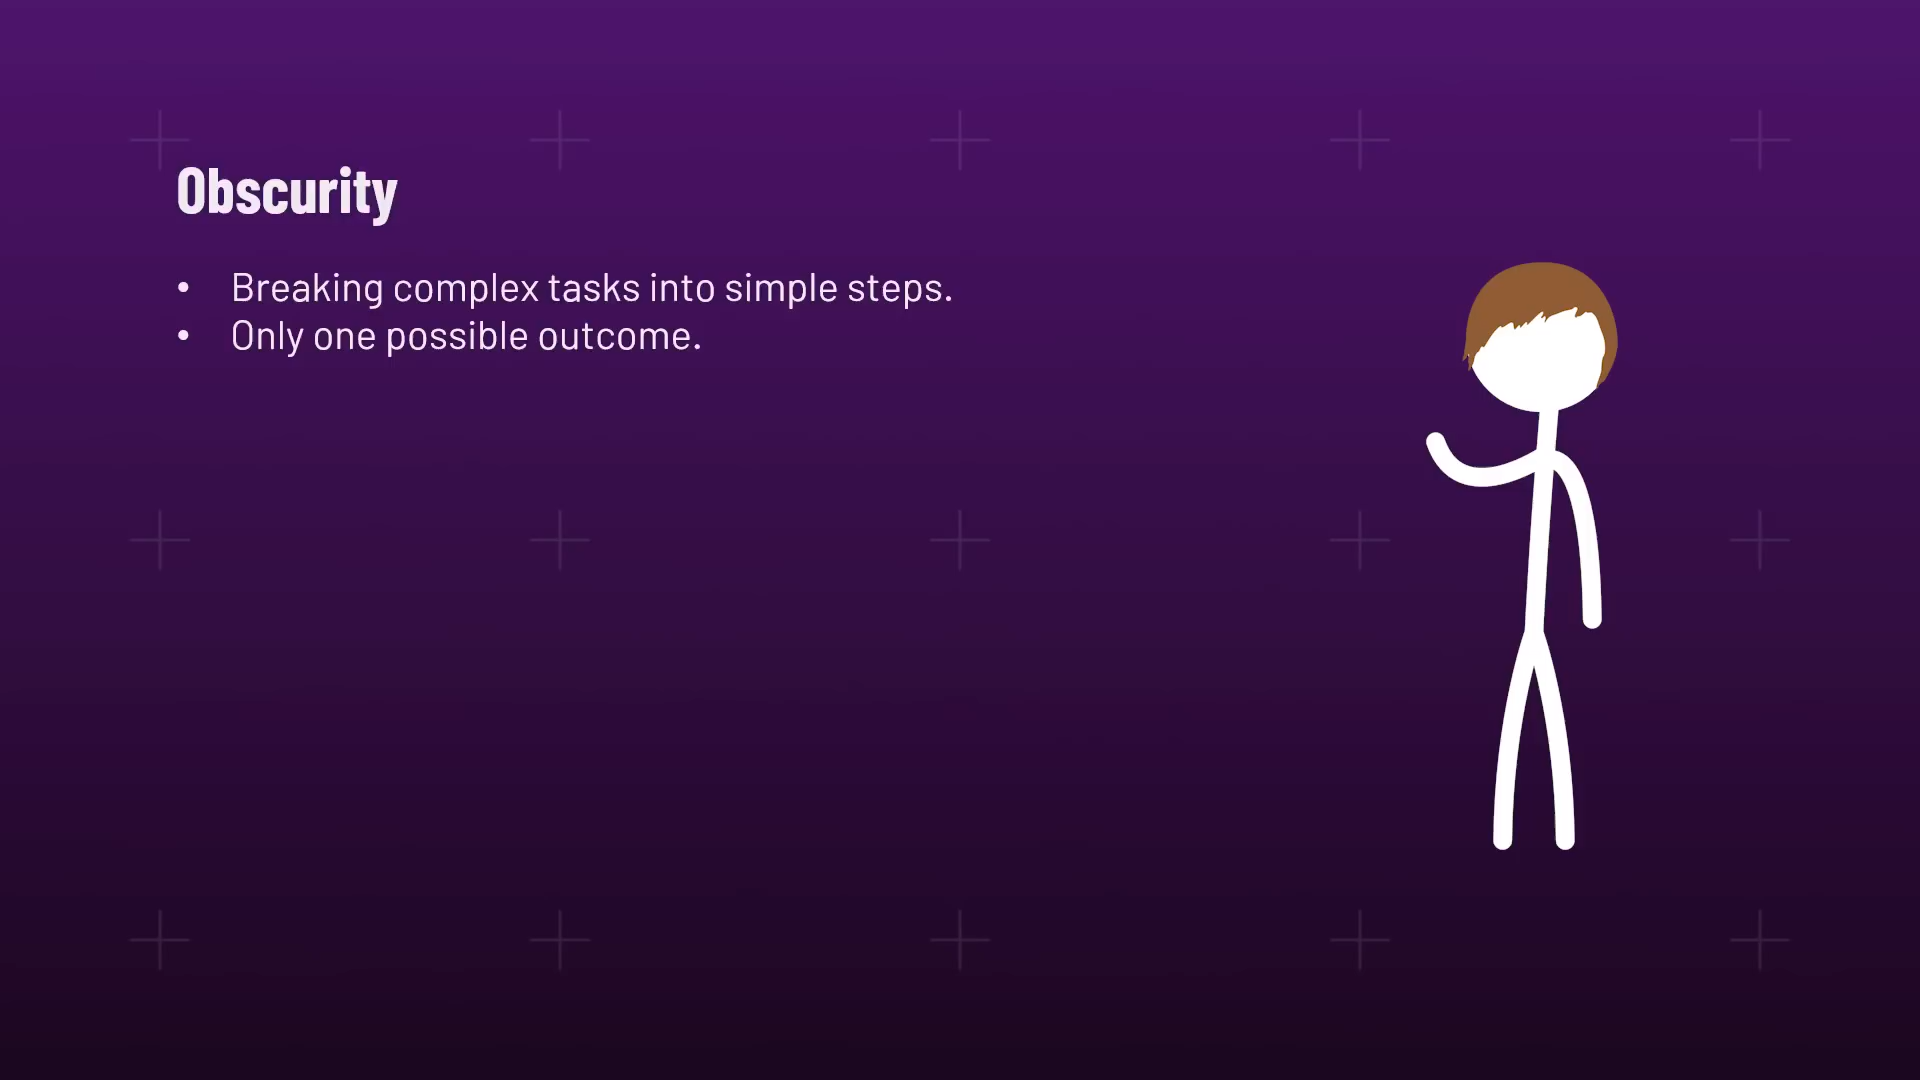 Obscurity
• Breaking complex tasks into simple steps.
• Only one possible outcome.